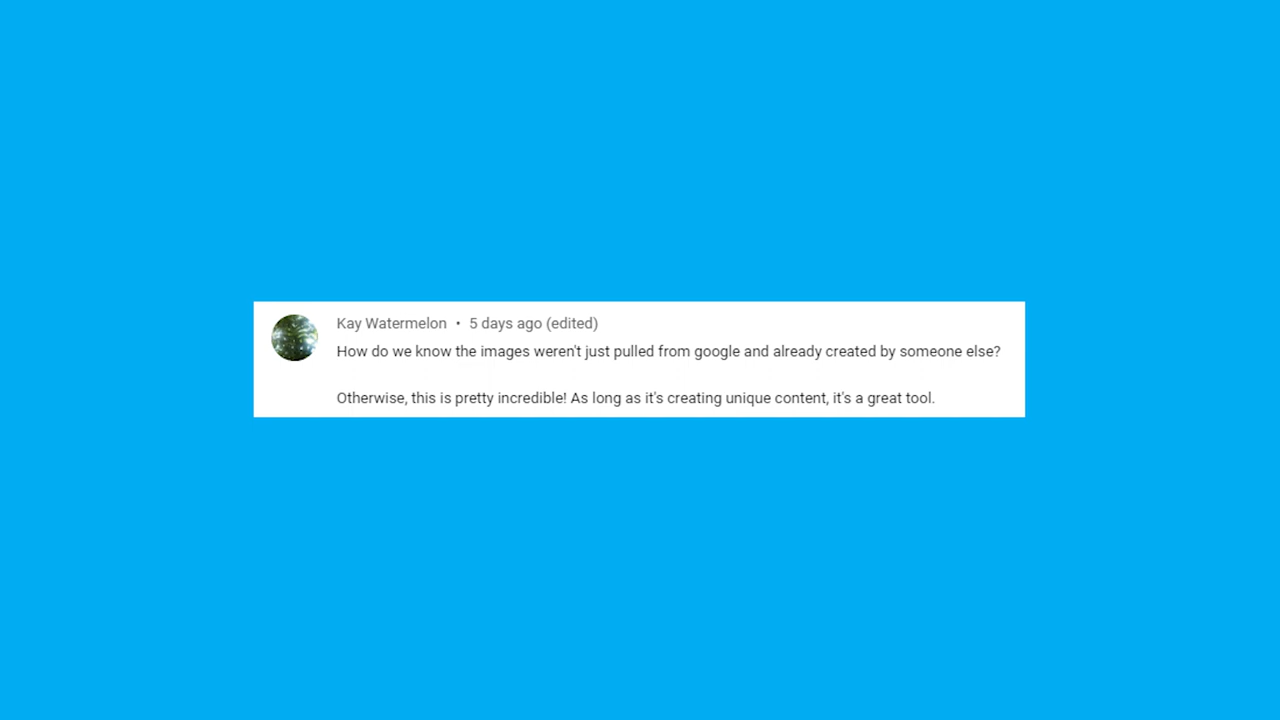 Kay Watermelon • 5 days ago (edited)
How do we know the images weren't just pulled from google and already created by someone else?
Otherwise, this is pretty incredible! As long as it's creating unique content, it's a great tool.